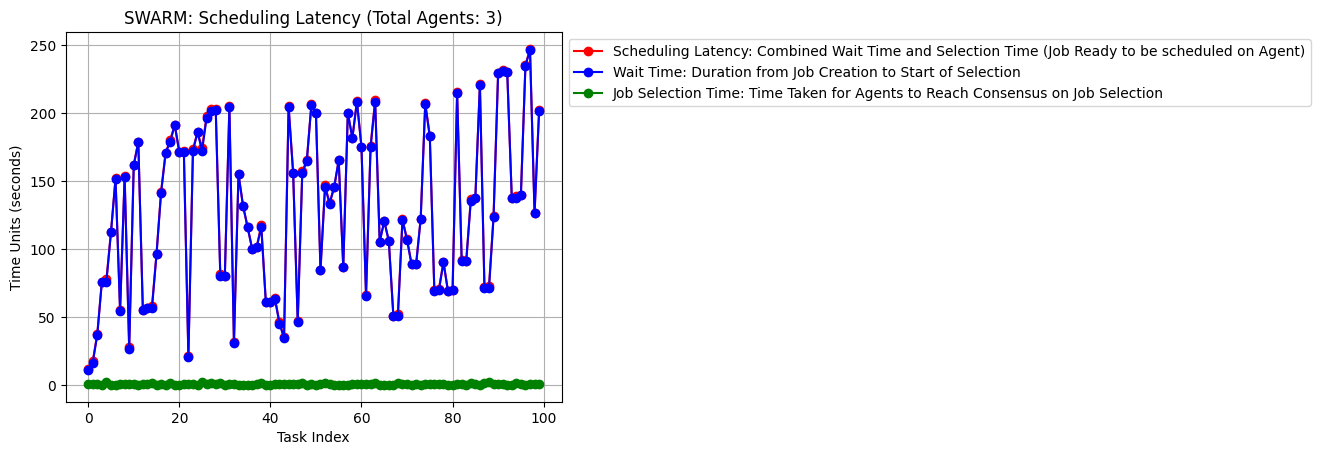 SWARM: Scheduling Latency (Total Agents: 3)
Scheduling Latency: Combined Wait Time and Selection Time (Job Ready to be scheduled on Agent)
Wait Time: Duration from Job Creation to Start of Selection
Job Selection Time: Time Taken for Agents to Reach Consensus on Job Selection
Time Units (seconds)
250
200
150
100
50
0
0 20 40 60 80 100
Task Index